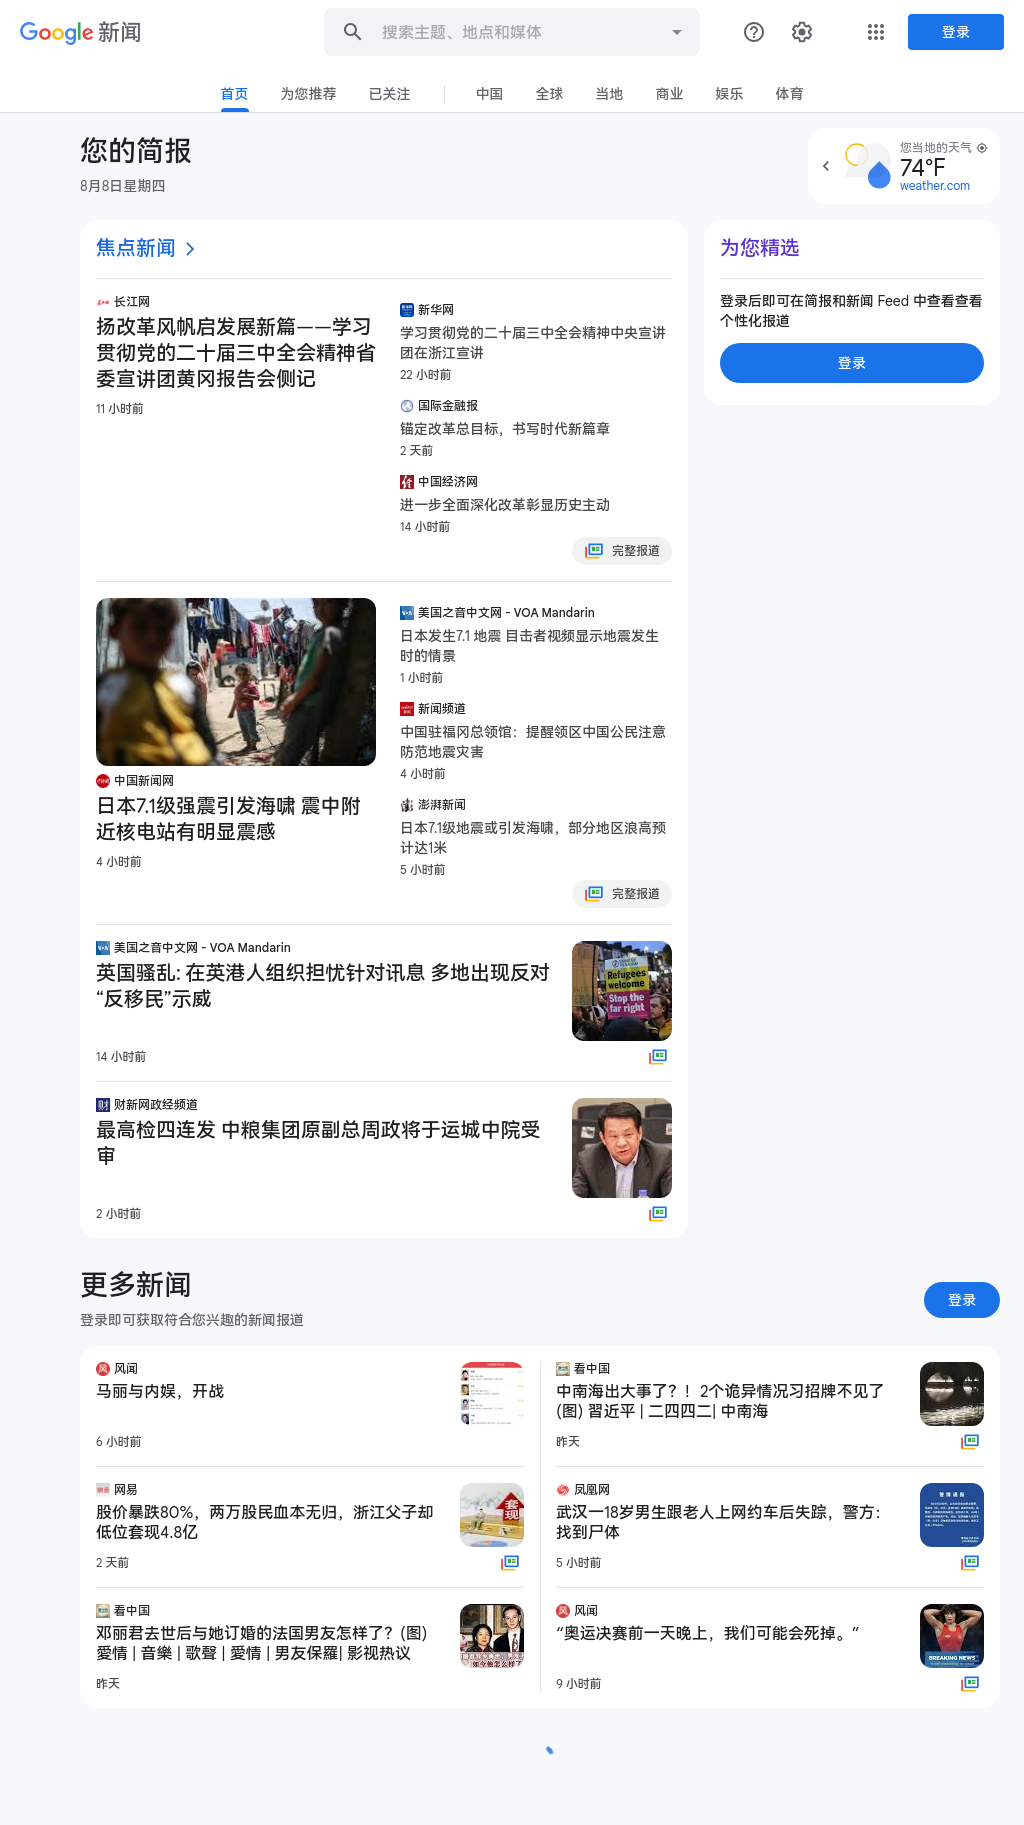 Google 新闻
搜索主题、地点和媒体
登录
首页
为您推荐
已关注
中国
全球
当地
商业
娱乐
体育
您的简报
8月8日星期四
您当地的天气
74°F
weather.com
焦点新闻
长江网
扬改革风帆启发展新篇——学习
贯彻党的二十届三中全会精神省
委宣讲团黄冈报告会侧记
11 小时前
新华网
学习贯彻党的二十届三中全会精神中央宣讲
团在浙江宣讲
22 小时前
国际金融报
锚定改革总目标，书写时代新篇章
2 天前
中国经济网
进一步全面深化改革彰显历史主动
14 小时前
完整报道
为您精选
登录后即可在简报和新闻 Feed 中查看查看
个性化报道
登录
中国新闻网
日本7.1级强震引发海啸 震中附
近核电站有明显震感
4 小时前
美国之音中文网 - VOA Mandarin
日本发生7.1 地震 目击者视频显示地震发生
时的情景
1 小时前
新闻频道
中国驻福冈总领馆：提醒领区中国公民注意
防范地震灾害
4 小时前
澎湃新闻
日本7.1级地震或引发海啸，部分地区浪高预
计达1米
5 小时前
完整报道
美国之音中文网 - VOA Mandarin
英国骚乱: 在英港人组织担忧针对讯息 多地出现反对
“反移民”示威
14 小时前
Refugees
welcome
Stop the
far right
财新网政经频道
最高检四连发 中粮集团原副总周政将于运城中院受
审
2 小时前
更多新闻
登录即可获取符合您兴趣的新闻报道
登录
风闻
马丽与内娱，开战
6 小时前
看中国
中南海出大事了？！2个诡异情况习招牌不见了
(图) 習近平 | 二四四二| 中南海
昨天
网易
股价暴跌80%，两万股民血本无归，浙江父子却
低位套现4.8亿
2 天前
套现
凤凰网
武汉一18岁男生跟老人上网约车后失踪，警方：
找到尸体
5 小时前
警情通报
看中国
邓丽君去世后与她订婚的法国男友怎样了？(图)
愛情 | 音樂 | 歌聲 | 愛情 | 男友保羅| 影视热议
昨天
如今他怎么样了
风闻
“奥运决赛前一天晚上，我们可能会死掉。”
9 小时前
BREAKING NEWS